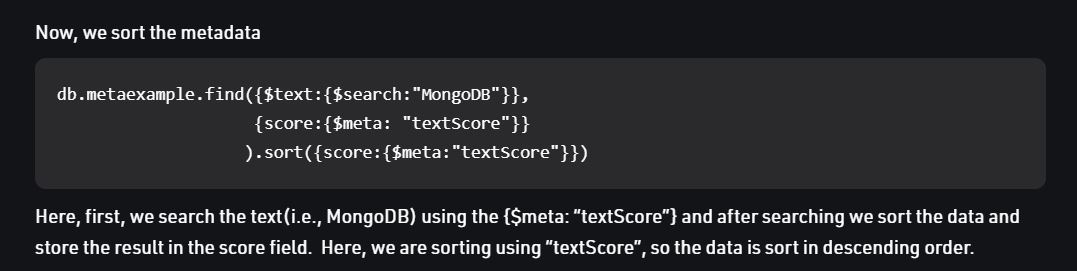 Now, we sort the metadata
db.metaexample.find({$text:{$search:"MongoDB"}},
{score:{$meta: "textScore"}}
).sort({score:{$meta:"textScore"}})
Here, first, we search the text(i.e., MongoDB) using the {$meta: “textScore”} and after searching we sort the data and
store the result in the score field.  Here, we are sorting using “textScore”, so the data is sort in descending order.